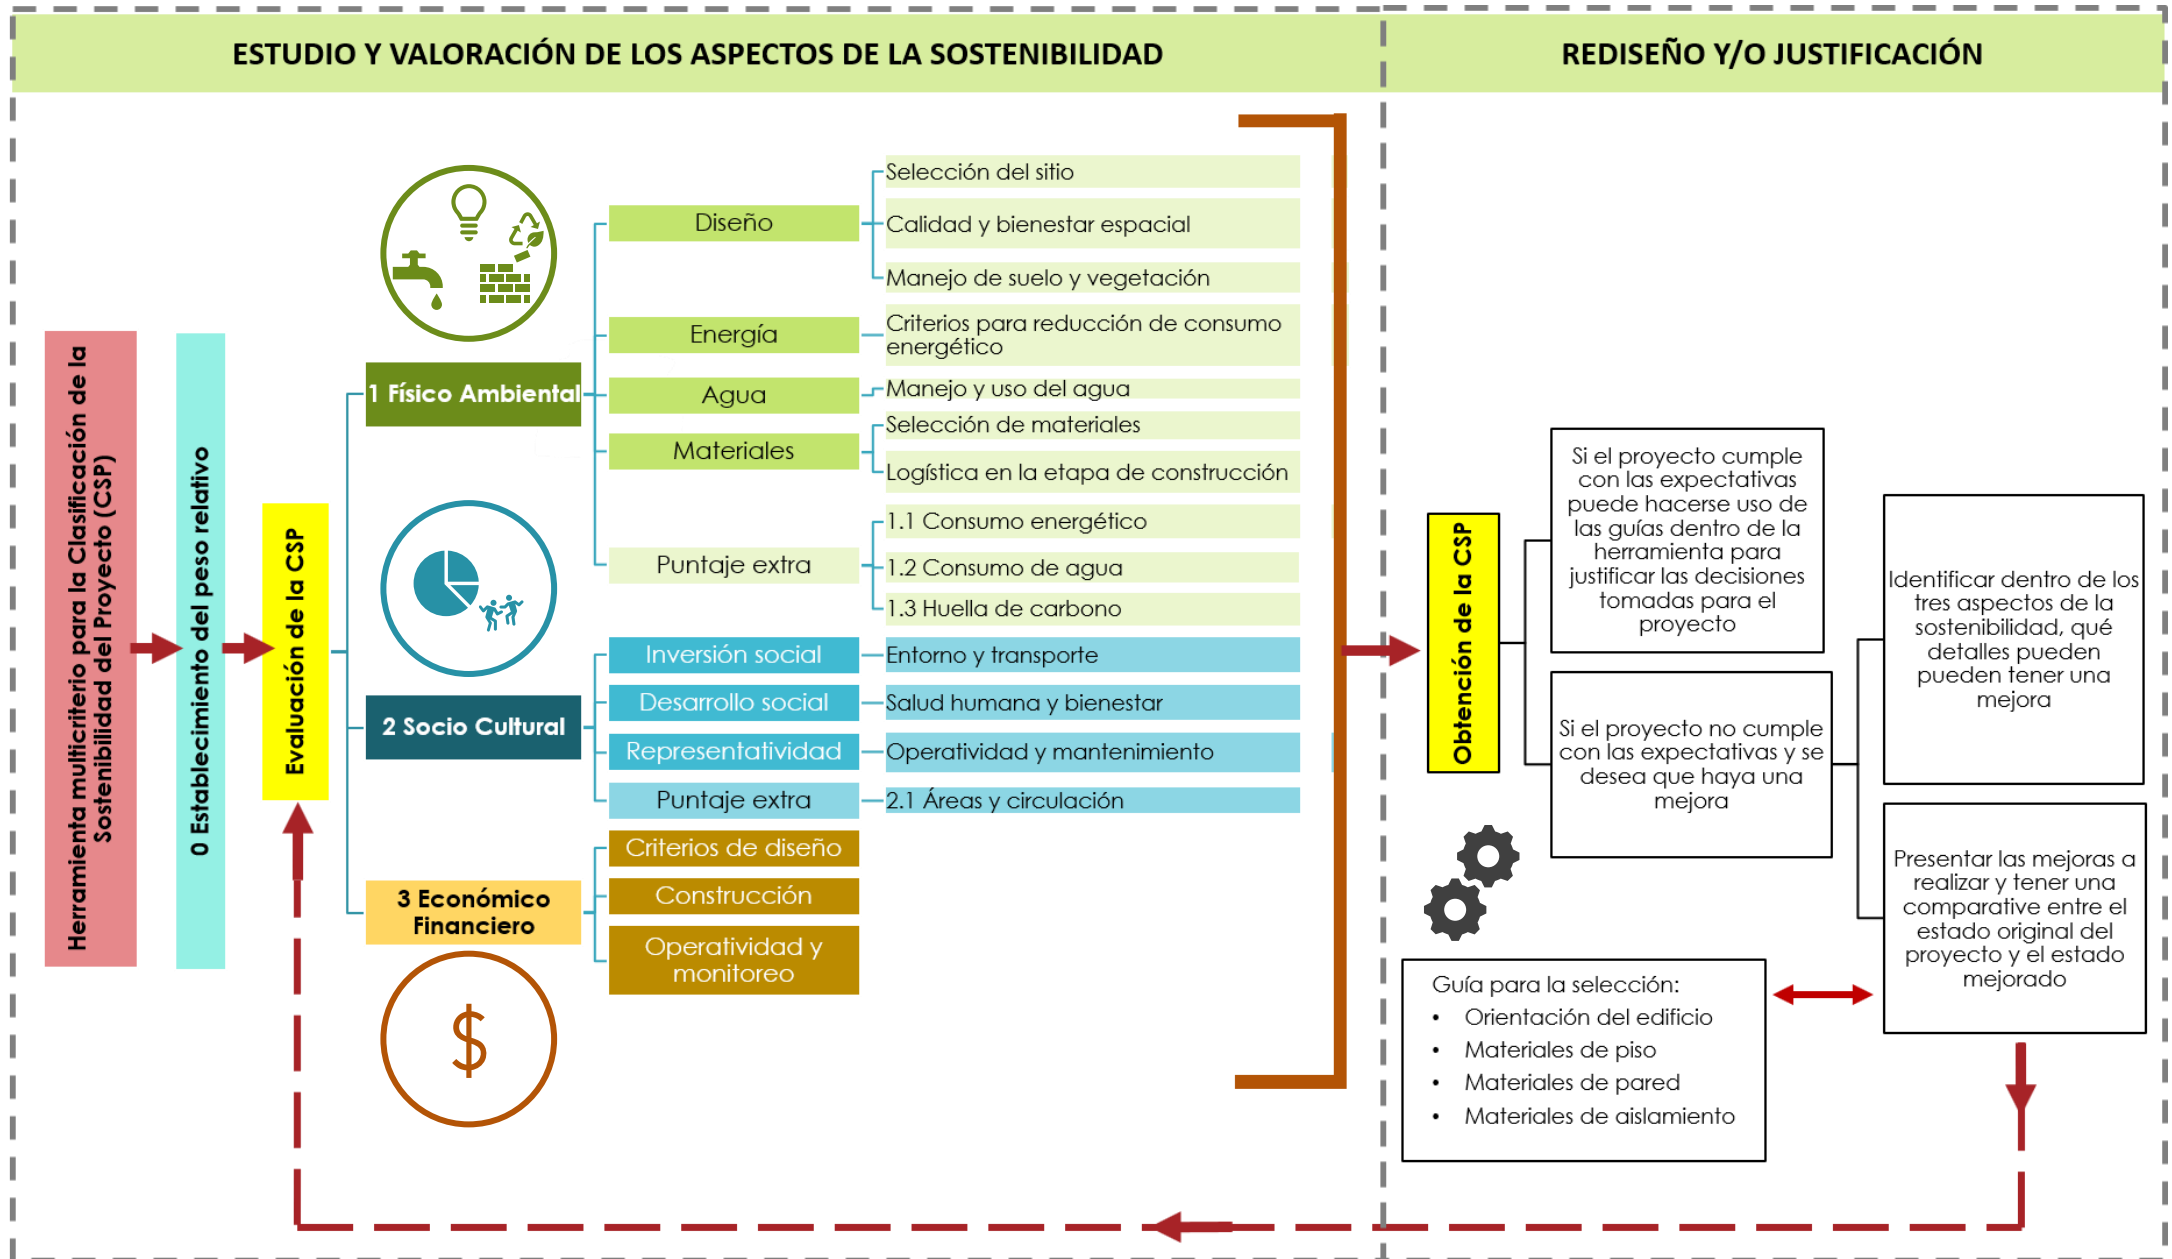 ESTUDIO Y VALORACIÓN DE LOS ASPECTOS DE LA SOSTENIBILIDAD
REDISEÑO Y/O JUSTIFICACIÓN
Herramienta multicriterio para la Clasificación de la
Sostenibilidad del Proyecto (CSP)
0 Establecimiento del peso relativo
Evaluación de la CSP
1 Físico Ambiental
Diseño
Selección del sitio
Calidad y bienestar espacial
Manejo de suelo y vegetación
Energía
Criterios para reducción de consumo
energético
Agua
Manejo y uso del agua
Materiales
Selección de materiales
Logística en la etapa de construcción
Puntaje extra
1.1 Consumo energético
1.2 Consumo de agua
1.3 Huella de carbono
2 Socio Cultural
Inversión social
Entorno y transporte
Desarrollo social
Salud humana y bienestar
Representatividad
Operatividad y mantenimiento
Puntaje extra
2.1 Áreas y circulación
3 Económico
Financiero
Criterios de diseño
Construcción
Operatividad y
monitoreo
$
Obtención de la CSP
Si el proyecto cumple
con las expectativas
puede hacerse uso de
las guías dentro de la
herramienta para
justificar las decisiones
tomadas para el
proyecto
Si el proyecto no cumple
con las expectativas y se
desea que haya una
mejora
Identificar dentro de los
tres aspectos de la
sostenibilidad, qué
detalles pueden
pueden tener una
mejora
Presentar las mejoras a
realizar y tener una
comparative entre el
estado original del
proyecto y el estado
mejorado
Guía para la selección:
• Orientación del edificio
• Materiales de piso
• Materiales de pared
• Materiales de aislamiento